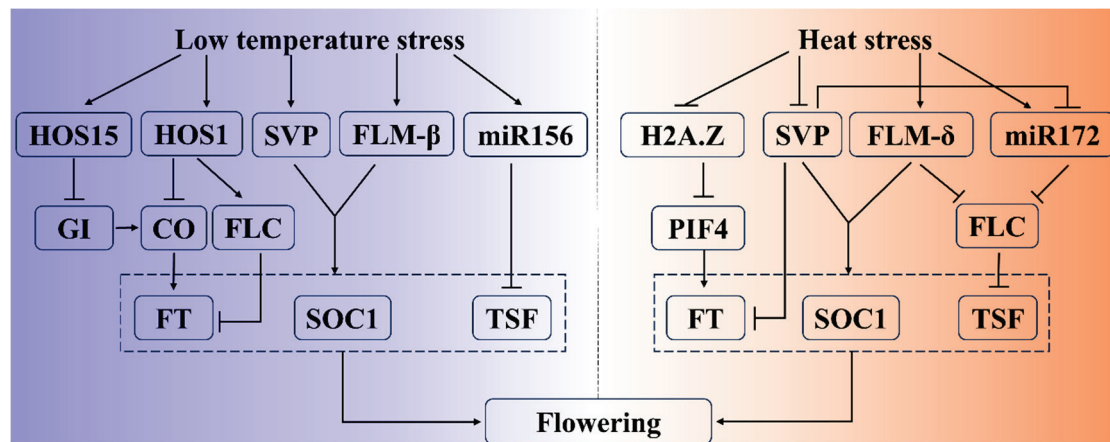 Low temperature stress
Heat stress
HOS15
HOS1
SVP
FLM-β
miR156
H2A.Z
SVP
FLM-δ
miR172
GI
CO
FLC
PIF4
FLC
FT
SOC1
TSF
FT
SOC1
TSF
Flowering